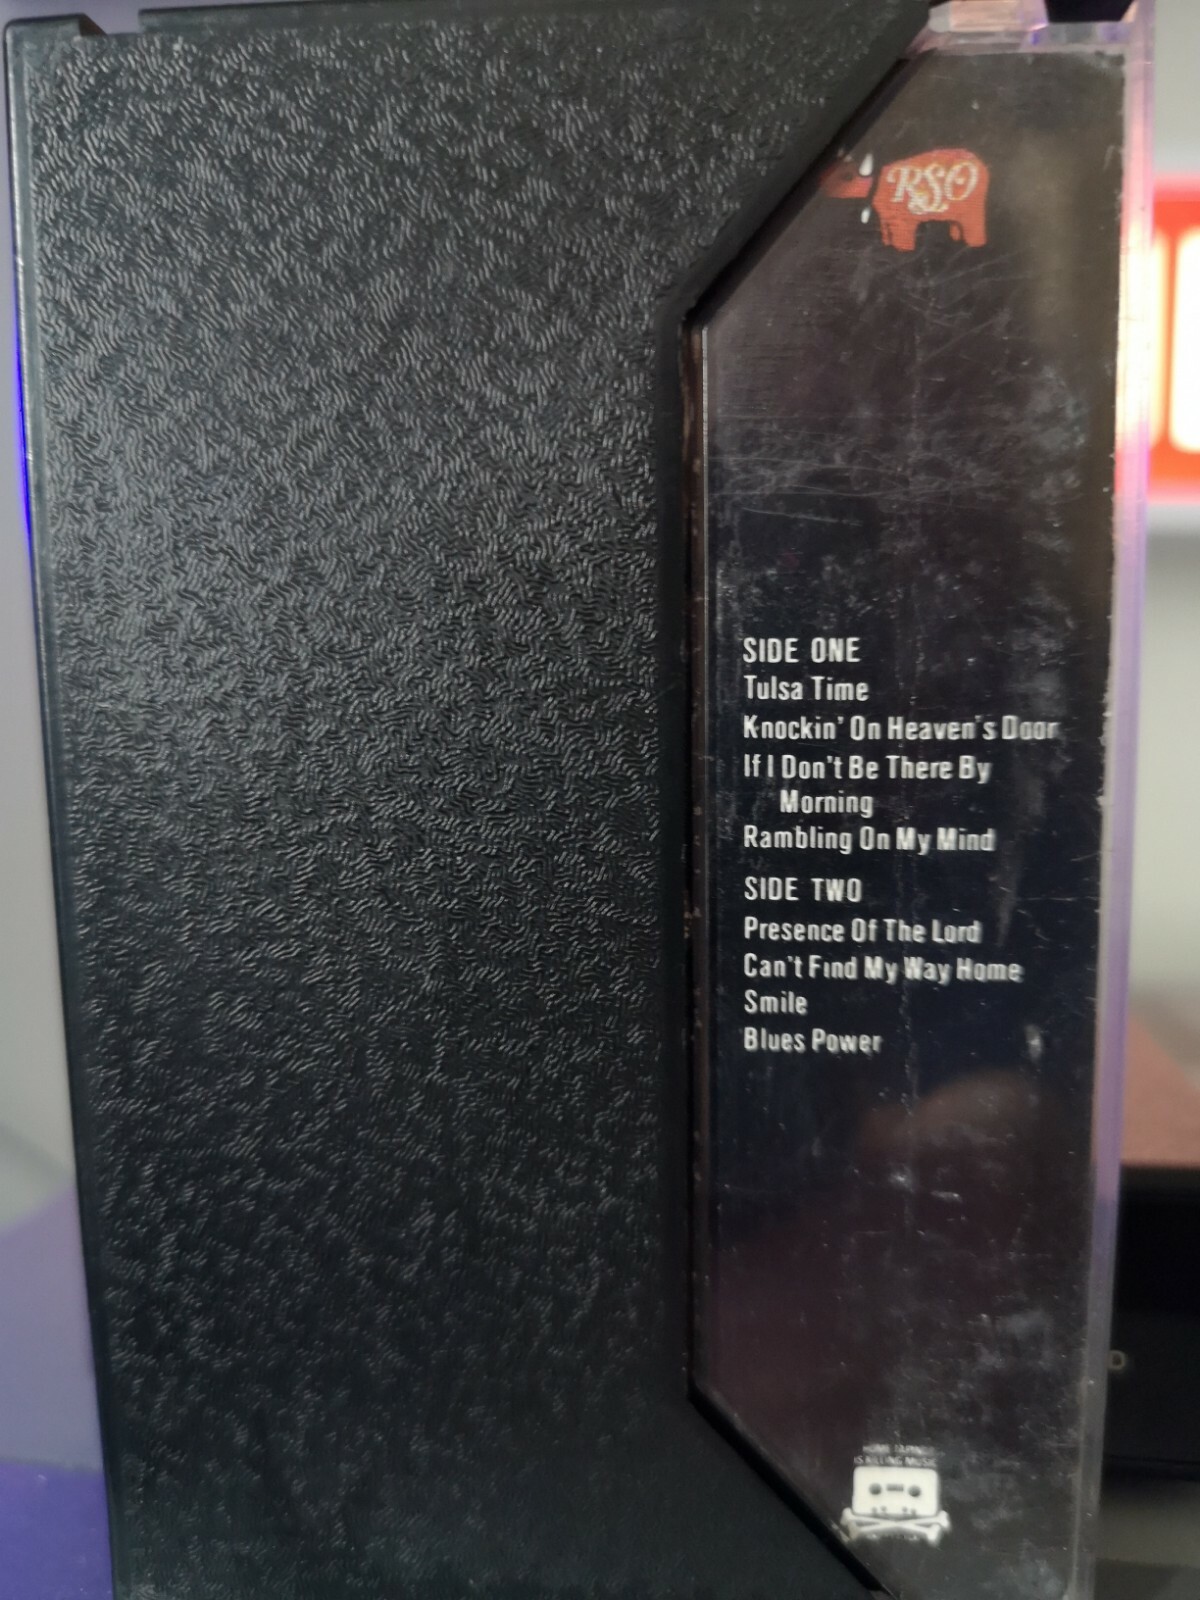 RSO
SIDE ONE
Tulsa Time
Knockin' On Heaven's Door
If I Don't Be There By
Morning
Rambling On My Mind
SIDE TWO
Presence Of The Lord
Can't Find My Way Home
Smile
Blues Power
HOME TAPING
IS KILLING MUSIC
D